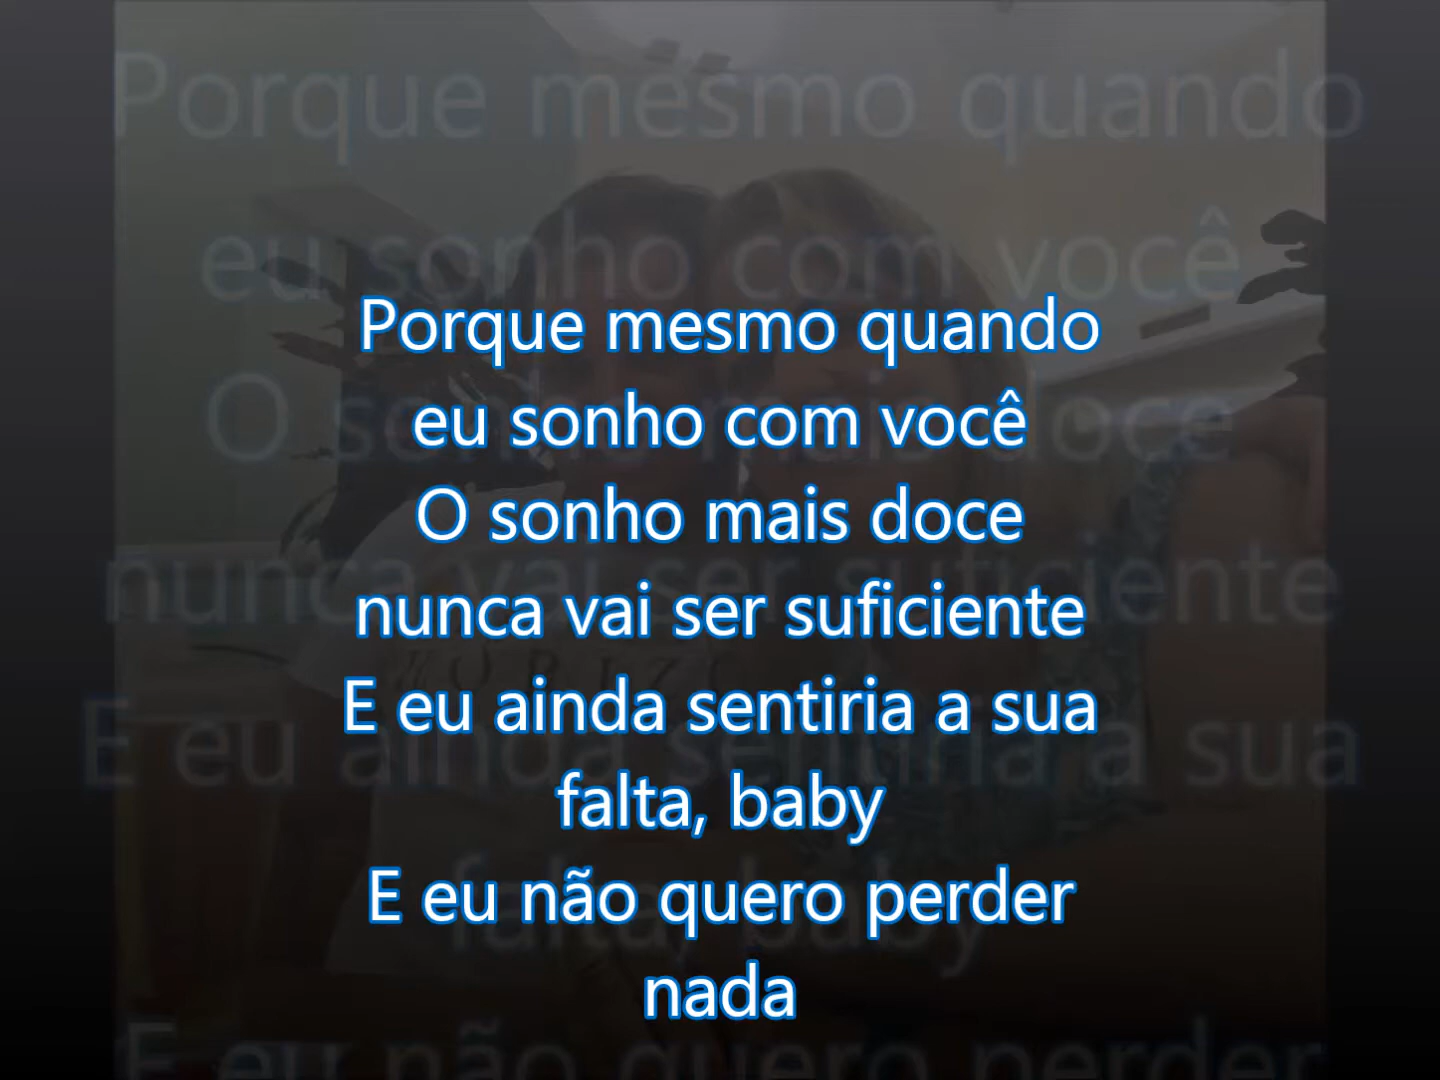 Porque mesmo quando
eu sonho com você
O sonho mais doce
nunca vai ser suficiente
E eu ainda sentiria a sua
falta, baby
E eu não quero perder
nada